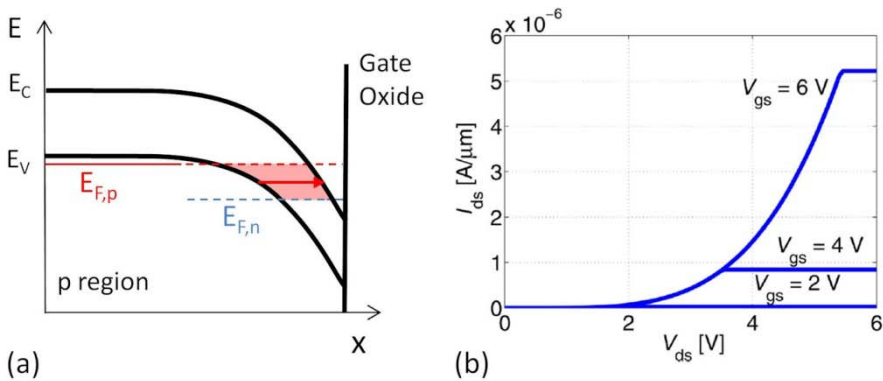 E
E_C
E_V
E_F,p
E_F,n
Gate
Oxide
p region
x
(a)
x 10^-6
6
5
4
3
2
1
0
I_ds [A/μm]
V_gs = 6 V
V_gs = 4 V
V_gs = 2 V
0
2
4
6
V_ds [V]
(b)